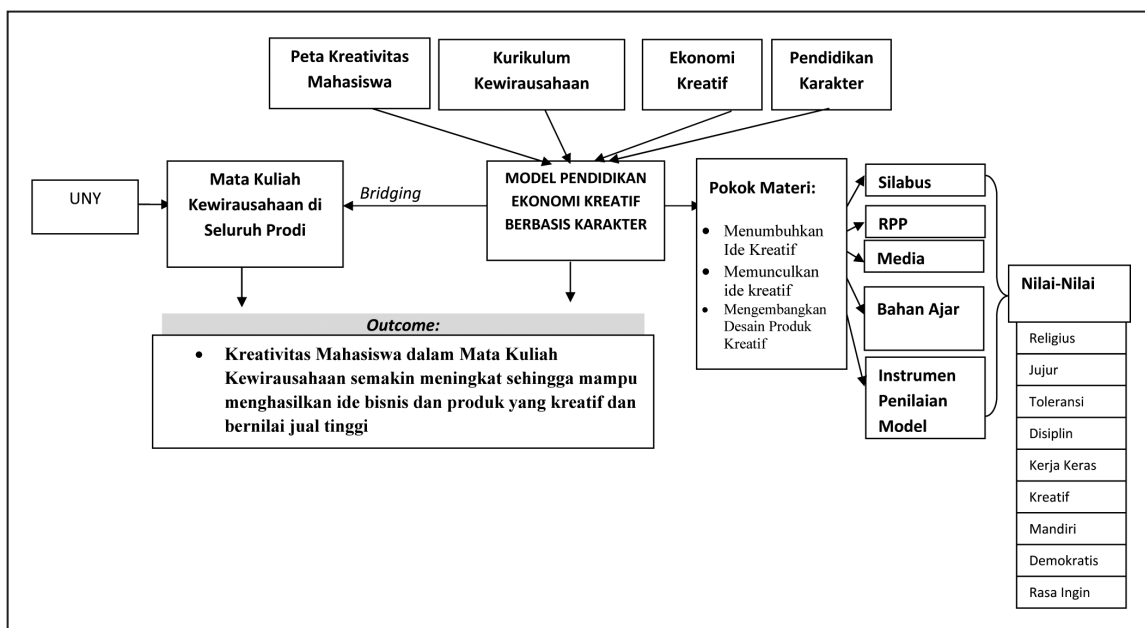 Peta Kreativitas
Mahasiswa
Kurikulum
Kewirausahaan
Ekonomi
Kreatif
Pendidikan
Karakter
UNY
Mata Kuliah
Kewirausahaan di
Seluruh Prodi
Bridging
MODEL PENDIDIKAN
EKONOMI KREATIF
BERBASIS KARAKTER
Pokok Materi:
• Menumbuhkan
Ide Kreatif
• Memunculkan
ide kreatif
• Mengembangkan
Desain Produk
Kreatif
Silabus
RPP
Media
Bahan Ajar
Instrumen
Penilaian
Model
Nilai-Nilai
Religius
Jujur
Toleransi
Disiplin
Kerja Keras
Kreatif
Mandiri
Demokratis
Rasa Ingin
Outcome:
• Kreativitas Mahasiswa dalam Mata Kuliah
Kewirausahaan semakin meningkat sehingga mampu
menghasilkan ide bisnis dan produk yang kreatif dan
bernilai jual tinggi